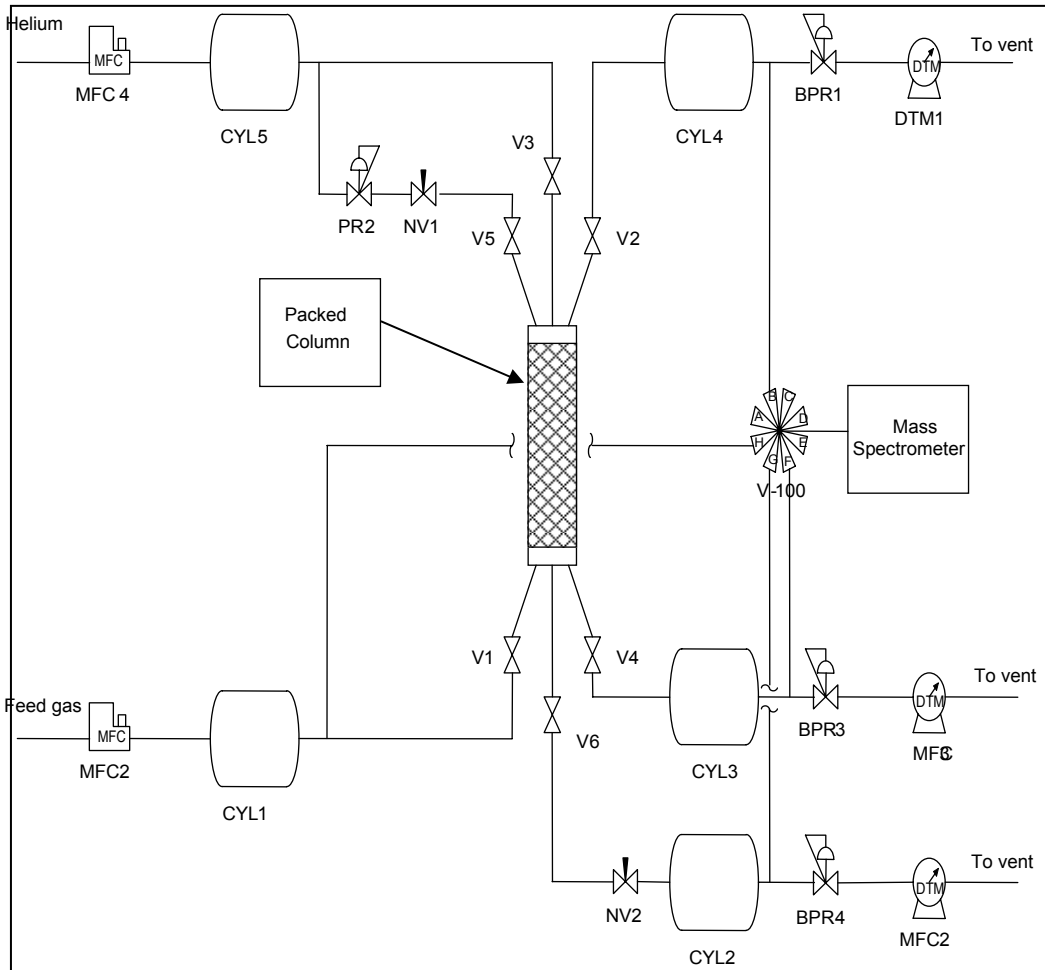 Helium
MFC
MFC 4
CYL5
CYL4
BPR1
DTM
DTM1
To vent
V3
PR2
NV1
V5
V2
Packed
Column
A
B
C
D
E
F
G
H
V-100
Mass
Spectrometer
V1
V4
V6
Feed gas
MFC
MFC2
CYL1
CYL3
BPR3
DTM
To vent
NV2
CYL2
BPR4
DTM
MFC2
To vent